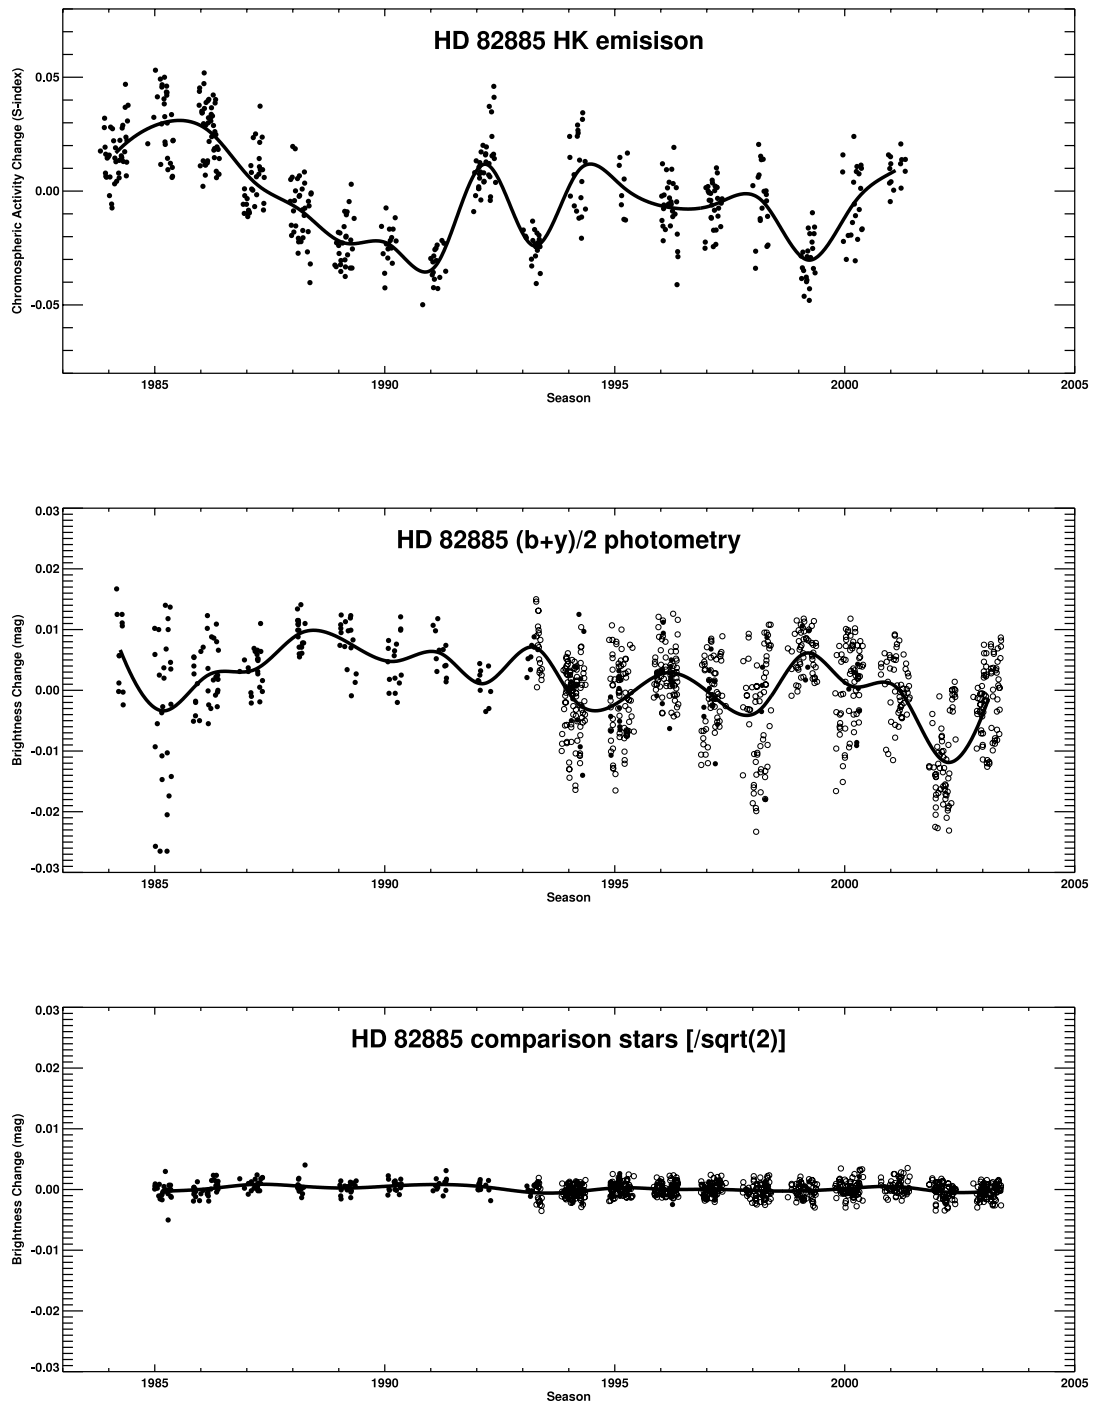 HD 82885 HK emisison
Chromospheric Activity Change (S-index)
0.05
0.00
-0.05
1985 1990 1995 2000 2005
Season
HD 82885 (b+y)/2 photometry
Brightness Change (mag)
0.03
0.02
0.01
0.00
-0.01
-0.02
-0.03
1985 1990 1995 2000 2005
Season
HD 82885 comparison stars [/sqrt(2)]
Brightness Change (mag)
0.03
0.02
0.01
0.00
-0.01
-0.02
-0.03
1985 1990 1995 2000 2005
Season